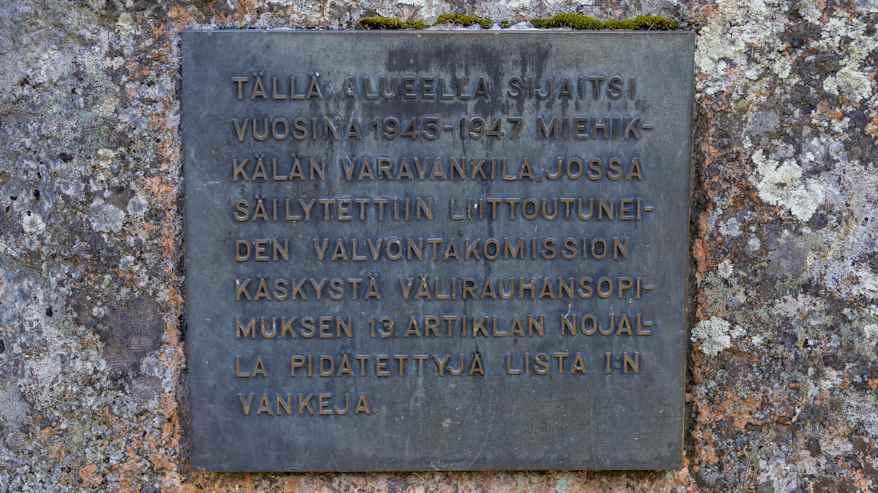 TÄLLÄ ALUEELLA SIJAITSI
VUOSINA 1945-1947 MIEHIK-
KÄLÄN VARAVANKILA, JOSSA
SÄILYTETTIIN LIITTOUTUNEI-
DEN VALVONTAKOMISSION
KÄSKYSTÄ VÄLIRAUHANSOPI-
MUKSEN 13. ARTIKLAN NOJAL-
LA PIDÄTETTYJÄ LISTA I:N
VANKEJA.